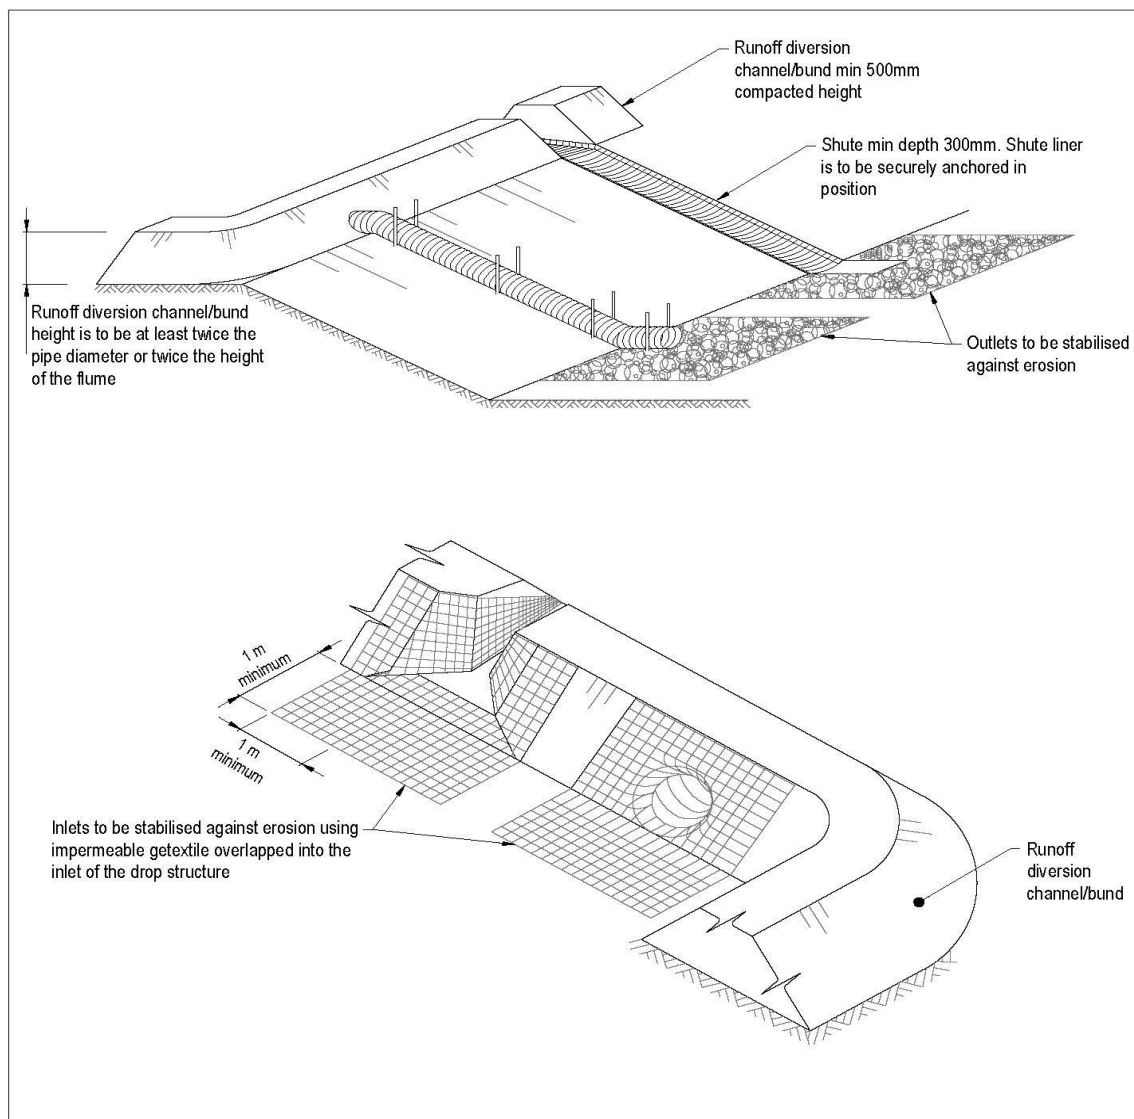 Runoff diversion
channel/bund min 500mm
compacted height
Shute min depth 300mm. Shute liner
is to be securely anchored in
position
Runoff diversion channel/bund
height is to be at least twice the
pipe diameter or twice the height
of the flume
Outlets to be stabilised
against erosion
1 m
minimum
1 m
minimum
Inlets to be stabilised against erosion using
impermeable getextile overlapped into the
inlet of the drop structure
Runoff
diversion
channel/bund